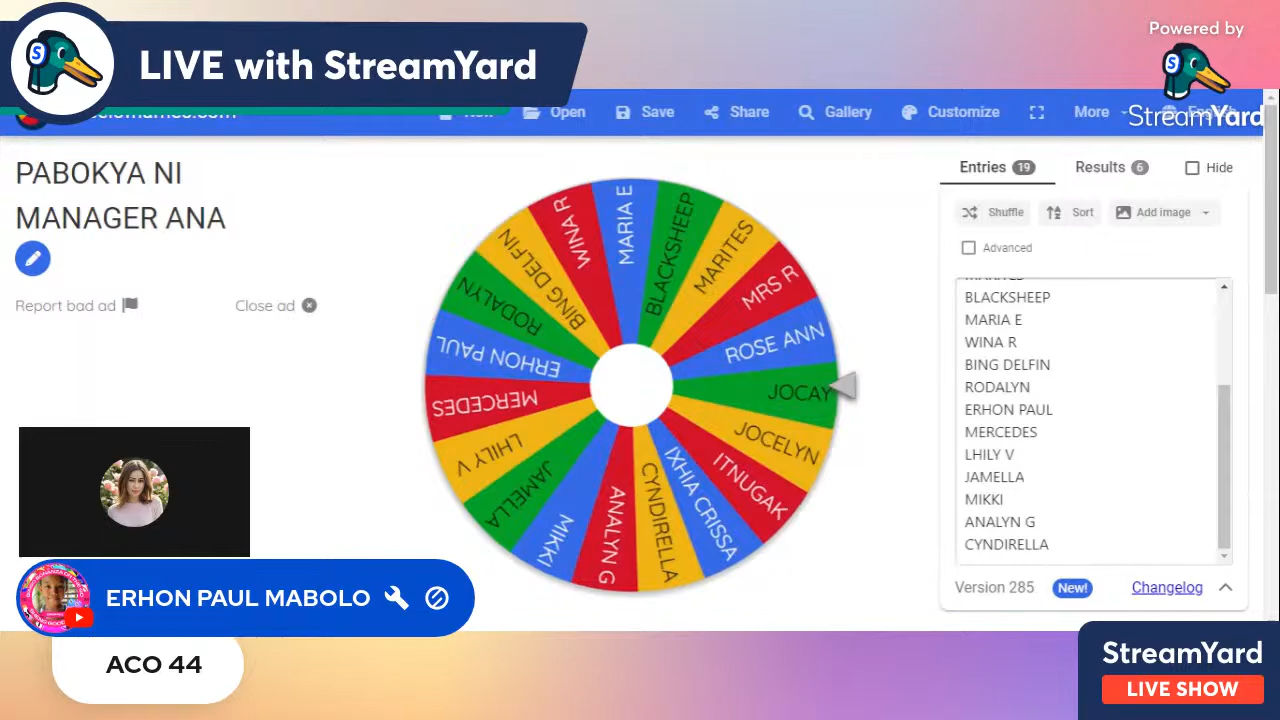 LIVE with StreamYard
Powered by
StreamYard
Open
Save
Share
Gallery
Customize
More
PABOKYA NI
MANAGER ANA
Report bad ad
Close ad
Entries 19
Results 6
Hide
Shuffle
Sort
Add image
Advanced
BLACKSHEEP
MARIA E
WINA R
BING DELFIN
RODALYN
ERHON PAUL
MERCEDES
LHILY V
JAMELLA
MIKKI
ANALYN G
CYNDIRELLA
Version 285
New!
Changelog
MARIA E
BLACKSHEEP
MARITES
MRS R
ROSE ANN
JOCAY
JOCELYN
ITNUGAK
IXHIA CRISSA
CYNDIRELLA
ANALYN G
MIKKI
JAMELLA
LHILY V
MERCEDES
ERHON PAUL
RODALYN
BING DELFIN
WINA R
ERHON PAUL MABOLO
ACO 44
StreamYard
LIVE SHOW